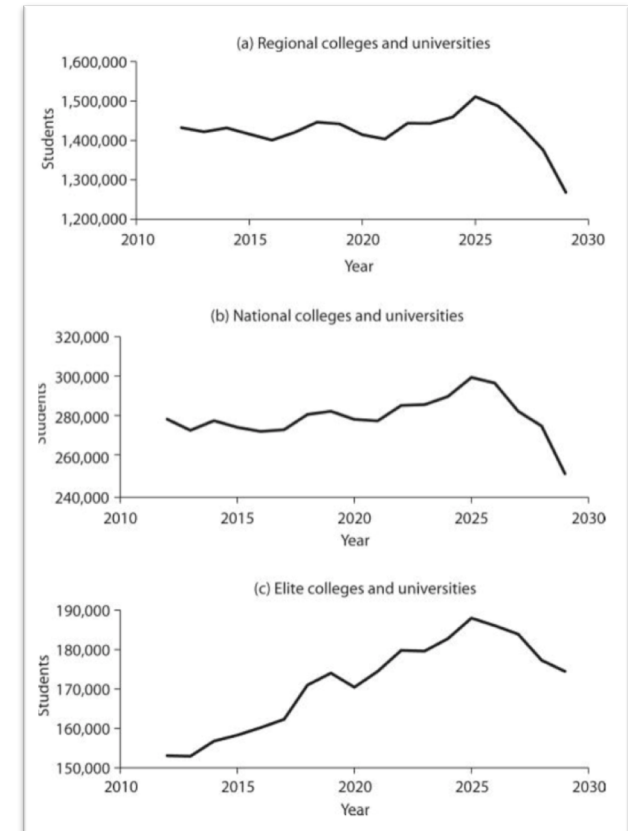 (a) Regional colleges and universities
1,600,000
1,500,000
1,400,000
1,300,000
1,200,000
Students
2010 2015 2020 2025 2030
Year
(b) National colleges and universities
320,000
300,000
280,000
260,000
240,000
Students
2010 2015 2020 2025 2030
Year
(c) Elite colleges and universities
190,000
180,000
170,000
160,000
150,000
Students
2010 2015 2020 2025 2030
Year